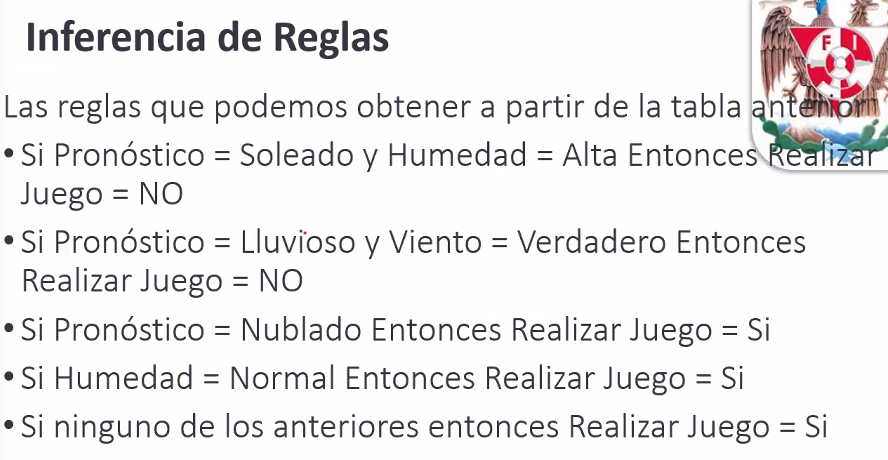 Inferencia de Reglas
F I
Las reglas que podemos obtener a partir de la tabla anterior
• Si Pronóstico = Soleado y Humedad = Alta Entonces Realizar
Juego = NO
• Si Pronóstico = Lluvioso y Viento = Verdadero Entonces
Realizar Juego = NO
• Si Pronóstico = Nublado Entonces Realizar Juego = Si
• Si Humedad = Normal Entonces Realizar Juego = Si
• Si ninguno de los anteriores entonces Realizar Juego = Si